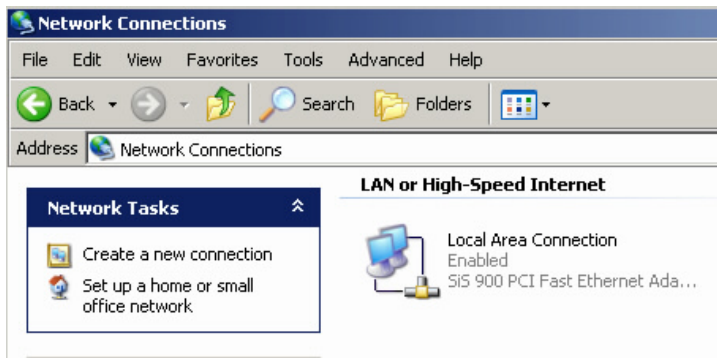 Network Connections
File Edit View Favorites Tools Advanced Help
Back Search Folders
Address Network Connections
LAN or High-Speed Internet
Network Tasks
Local Area Connection
Enabled
SiS 900 PCI Fast Ethernet Ada...
Create a new connection
Set up a home or small
office network